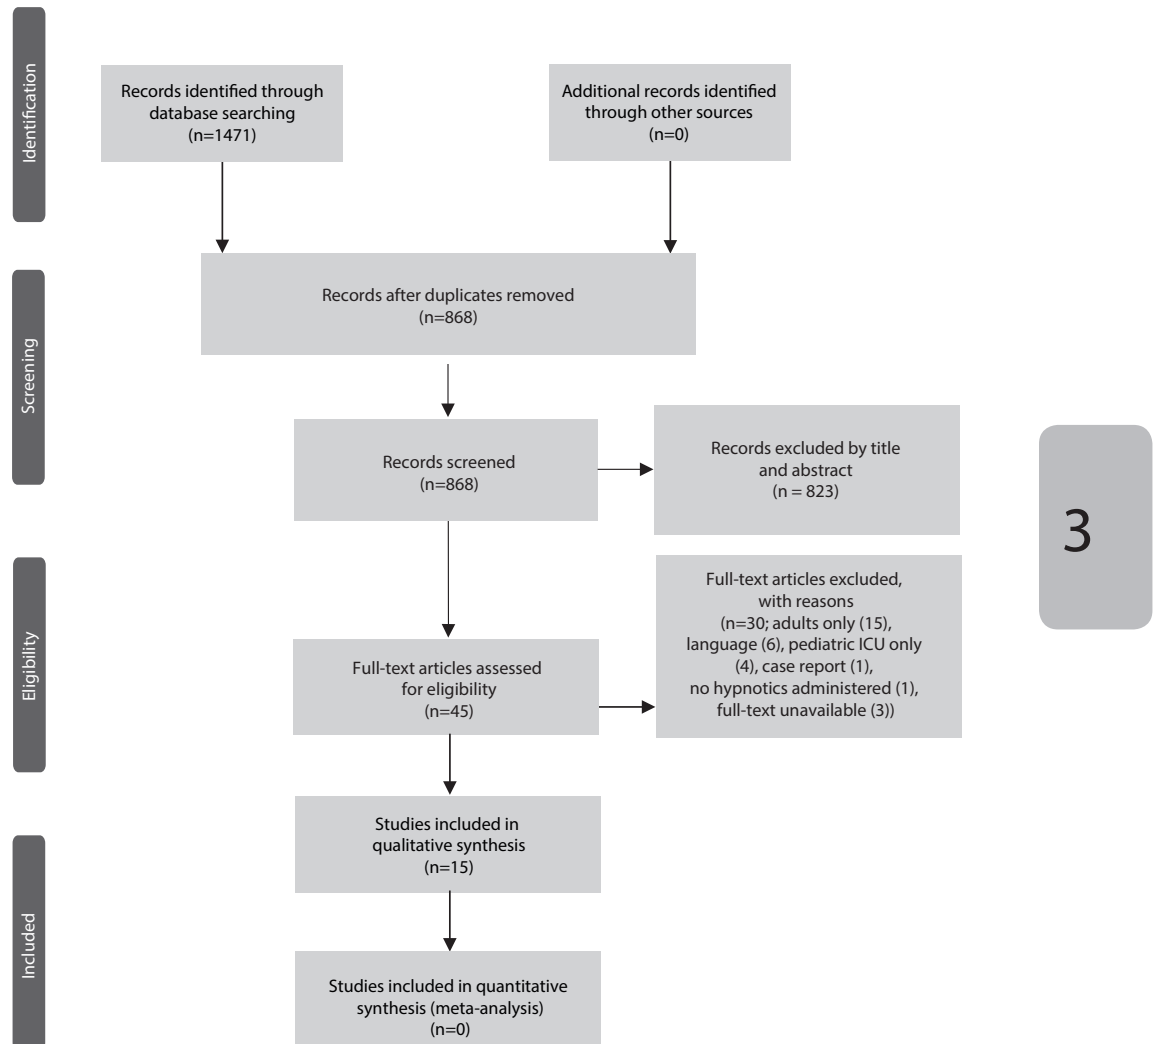 Identification
Records identified through
database searching
(n=1471)
Additional records identified
through other sources
(n=0)
Screening
Records after duplicates removed
(n=868)
Records screened
(n=868)
Records excluded by title
and abstract
(n = 823)
3
Eligibility
Full-text articles assessed
for eligibility
(n=45)
Full-text articles excluded,
with reasons
(n=30; adults only (15),
language (6), pediatric ICU only
(4), case report (1),
no hypnotics administered (1),
full-text unavailable (3))
Included
Studies included in
qualitative synthesis
(n=15)
Studies included in quantitative
synthesis (meta-analysis)
(n=0)